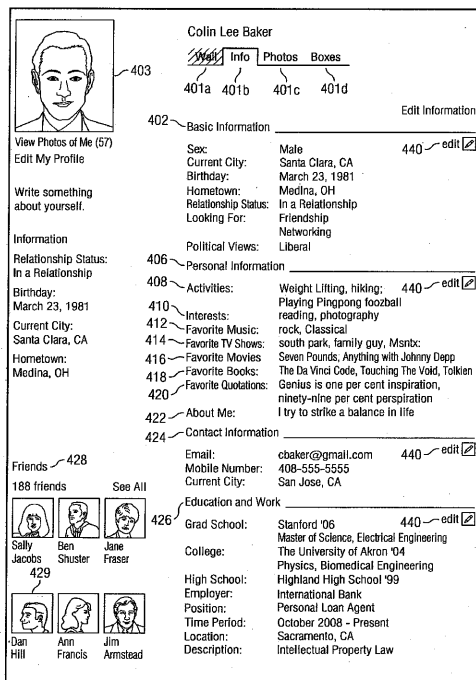 Colin Lee Baker
Wall Info Photos Boxes
403
401a 401b 401c 401d
Edit Information
View Photos of Me (57)
Edit My Profile
Write something
about yourself.
Information
Relationship Status:
In a Relationship
Birthday:
March 23, 1981
Current City:
Santa Clara, CA
Hometown:
Medina, OH
Friends 428
188 friends See All
Sally Jacobs
Ben Shuster
Jane Fraser
429
Dan Hill
Ann Francis
Jim Armstead
402 Basic Information
Sex: Male 440 edit
Current City: Santa Clara, CA
Birthday: March 23, 1981
Hometown: Medina, OH
Relationship Status: In a Relationship
Looking For: Friendship
Networking
Political Views: Liberal
406 Personal Information
408 Activities: Weight Lifting, hiking; 440 edit
Playing Pingpong foozball
410 Interests: reading, photography
412 Favorite Music: rock, Classical
414 Favorite TV Shows: south park, family guy, Msnbx:
416 Favorite Movies Seven Pounds, Anything with Johnny Depp
418 Favorite Books: The Da Vinci Code, Touching The Void, Tolkien
420 Favorite Quotations: Genius is one per cent inspiration,
ninety-nine per cent perspiration
422 About Me: I try to strike a balance in life
424 Contact Information
Email: cbaker@gmail.com 440 edit
Mobile Number: 408-555-5555
Current City: San Jose, CA
426 Education and Work
Grad School: Stanford '06 440 edit
Master of Science, Electrical Engineering
College: The University of Akron '04
Physics, Biomedical Engineering
High School: Highland High School '99
Employer: International Bank
Position: Personal Loan Agent
Time Period: October 2008 - Present
Location: Sacramento, CA
Description: Intellectual Property Law